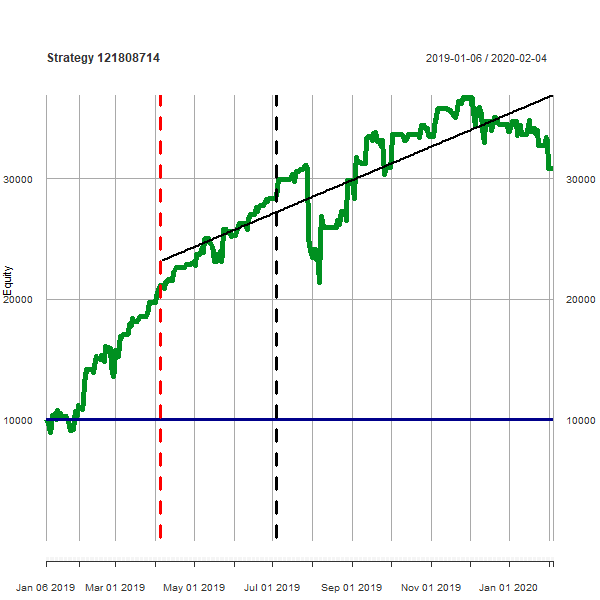 Strategy 121808714
2019-01-06 / 2020-02-04
30000
30000
20000
20000
10000
10000
Equity
Jan 06 2019
Mar 01 2019
May 01 2019
Jul 01 2019
Sep 01 2019
Nov 01 2019
Jan 01 2020